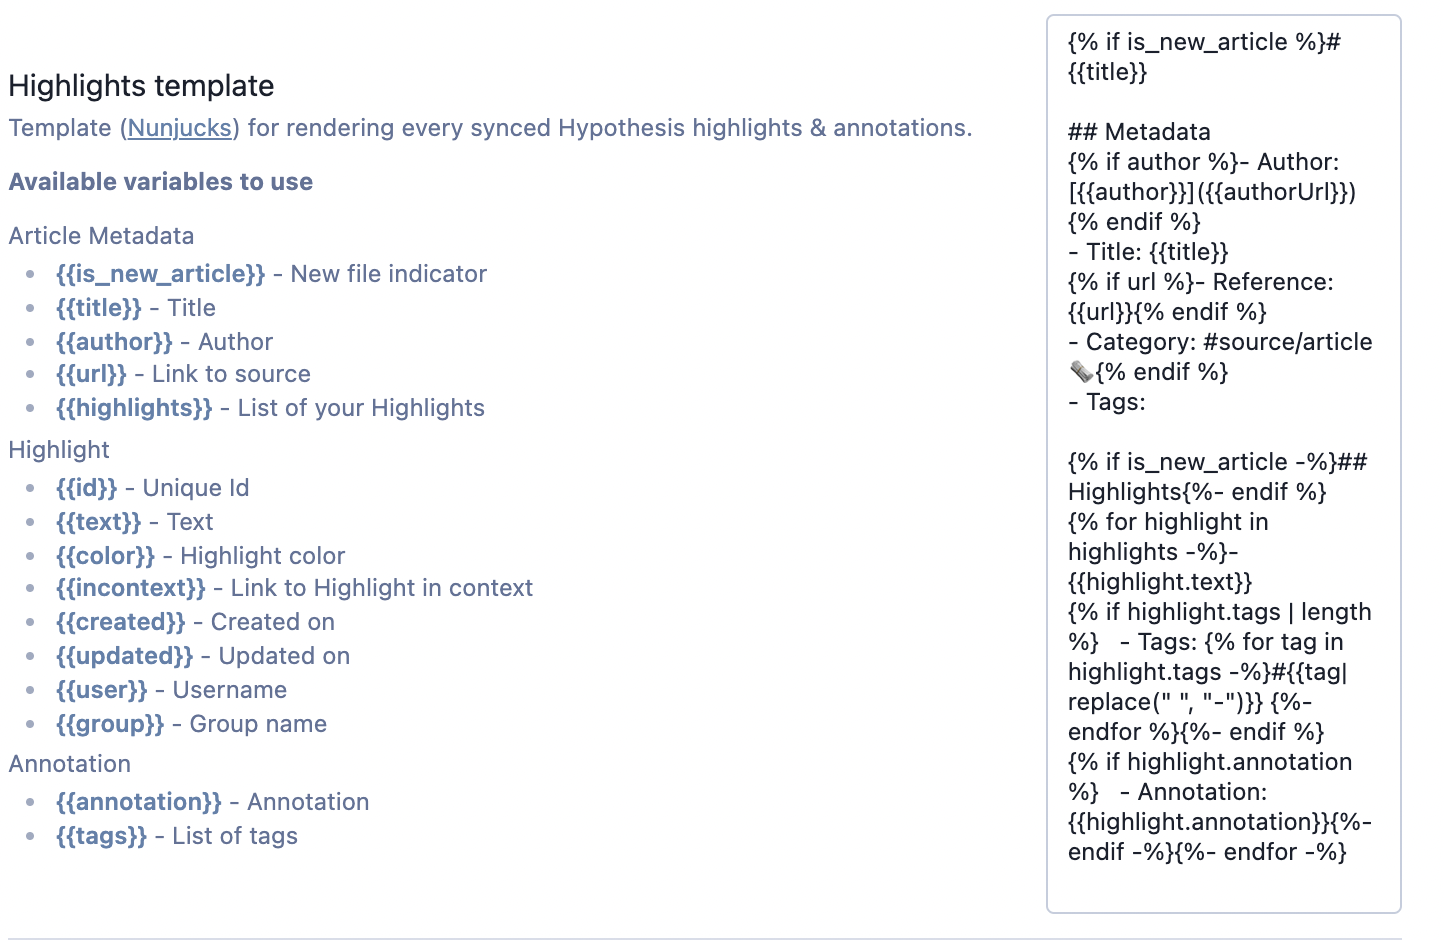 Highlights template
Template (Nunjucks) for rendering every synced Hypothesis highlights & annotations.
Available variables to use
Article Metadata
{{is_new_article}} - New file indicator
{{title}} - Title
{{author}} - Author
{{url}} - Link to source
{{highlights}} - List of your Highlights
Highlight
{{id}} - Unique Id
{{text}} - Text
{{color}} - Highlight color
{{incontext}} - Link to Highlight in context
{{created}} - Created on
{{updated}} - Updated on
{{user}} - Username
{{group}} - Group name
Annotation
{{annotation}} - Annotation
{{tags}} - List of tags
{% if is_new_article %}#
{{title}}

## Metadata
{% if author %}- Author:
[{{author}}]({{authorUrl}})
{% endif %}
- Title: {{title}}
{% if url %}- Reference:
{{url}}{% endif %}
- Category: #source/article
🗞{% endif %}
- Tags:

{% if is_new_article -%}##
Highlights{%- endif %}
{% for highlight in
highlights -%}-
{{highlight.text}}
{% if highlight.tags | length
%}   - Tags: {% for tag in
highlight.tags -%}#{{tag|
replace(" ", "-")}} {%-
endfor %}{%- endif %}
{% if highlight.annotation
%}   - Annotation:
{{highlight.annotation}}{%-
endif -%}{%- endfor -%}